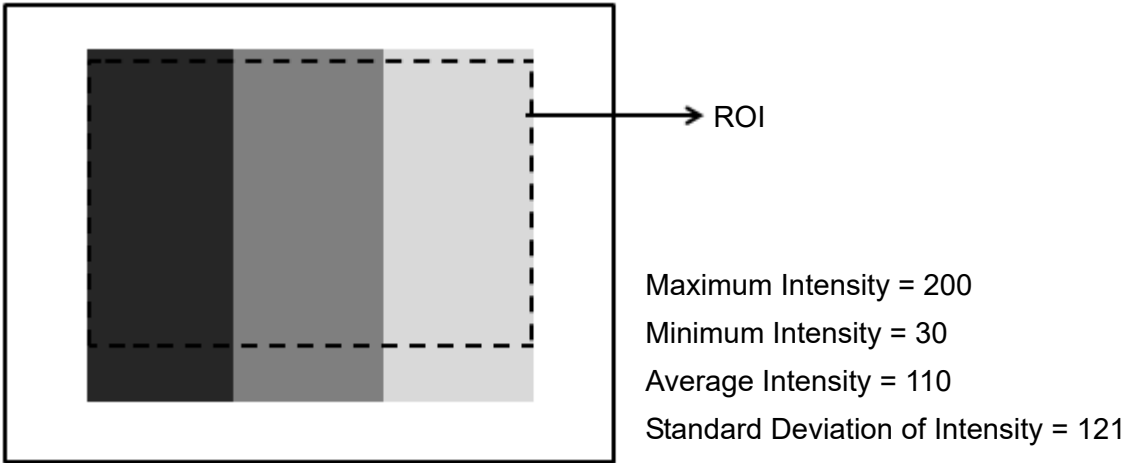 ROI
Maximum Intensity = 200
Minimum Intensity = 30
Average Intensity = 110
Standard Deviation of Intensity = 121